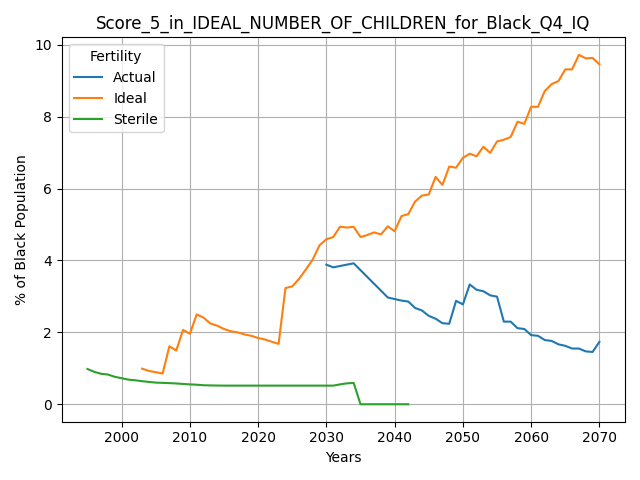 Score_5_in_IDEAL_NUMBER_OF_CHILDREN_for_Black_Q4_IQ
10
8
6
4
2
0
% of Black Population
Fertility
Actual
Ideal
Sterile
2000 2010 2020 2030 2040 2050 2060 2070
Years